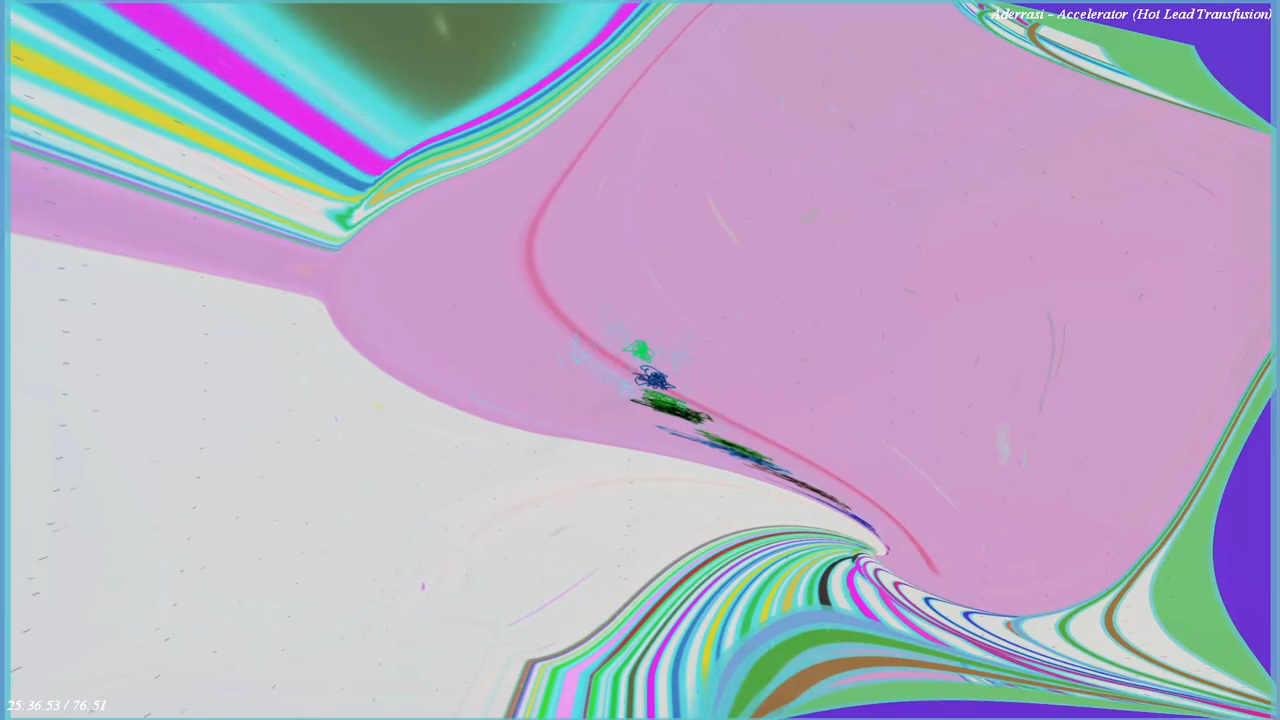 Aderrasi - Accelerator (Hot Lead Transfusion)
25:36.53 / 76:51